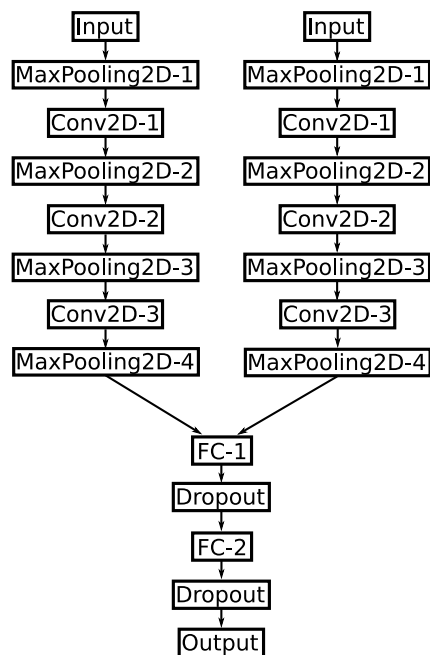 Input
MaxPooling2D-1
Conv2D-1
MaxPooling2D-2
Conv2D-2
MaxPooling2D-3
Conv2D-3
MaxPooling2D-4
Input
MaxPooling2D-1
Conv2D-1
MaxPooling2D-2
Conv2D-2
MaxPooling2D-3
Conv2D-3
MaxPooling2D-4
FC-1
Dropout
FC-2
Dropout
Output